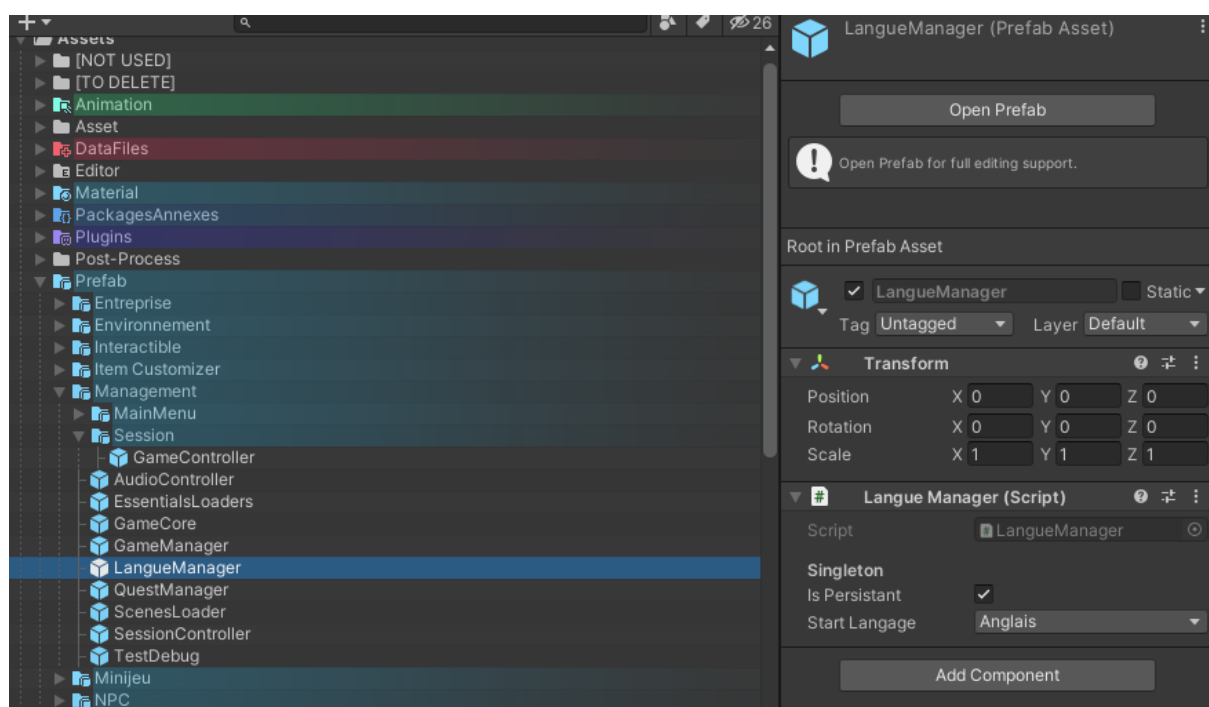 26
Assets
[NOT USED]
[TO DELETE]
Animation
Asset
DataFiles
Editor
Material
PackagesAnnexes
Plugins
Post-Process
Prefab
Entreprise
Environnement
Interactible
Item Customizer
Management
MainMenu
Session
GameController
AudioController
EssentialsLoaders
GameCore
GameManager
LangueManager
QuestManager
ScenesLoader
SessionController
TestDebug
Minijeu
NPC
LangueManager (Prefab Asset)
Open Prefab
Open Prefab for full editing support.
Root in Prefab Asset
LangueManager Static
Tag Untagged Layer Default
Transform
Position X 0 Y 0 Z 0
Rotation X 0 Y 0 Z 0
Scale X 1 Y 1 Z 1
# Langue Manager (Script)
Script LangueManager
Singleton
Is Persistant
Start Langage Anglais
Add Component